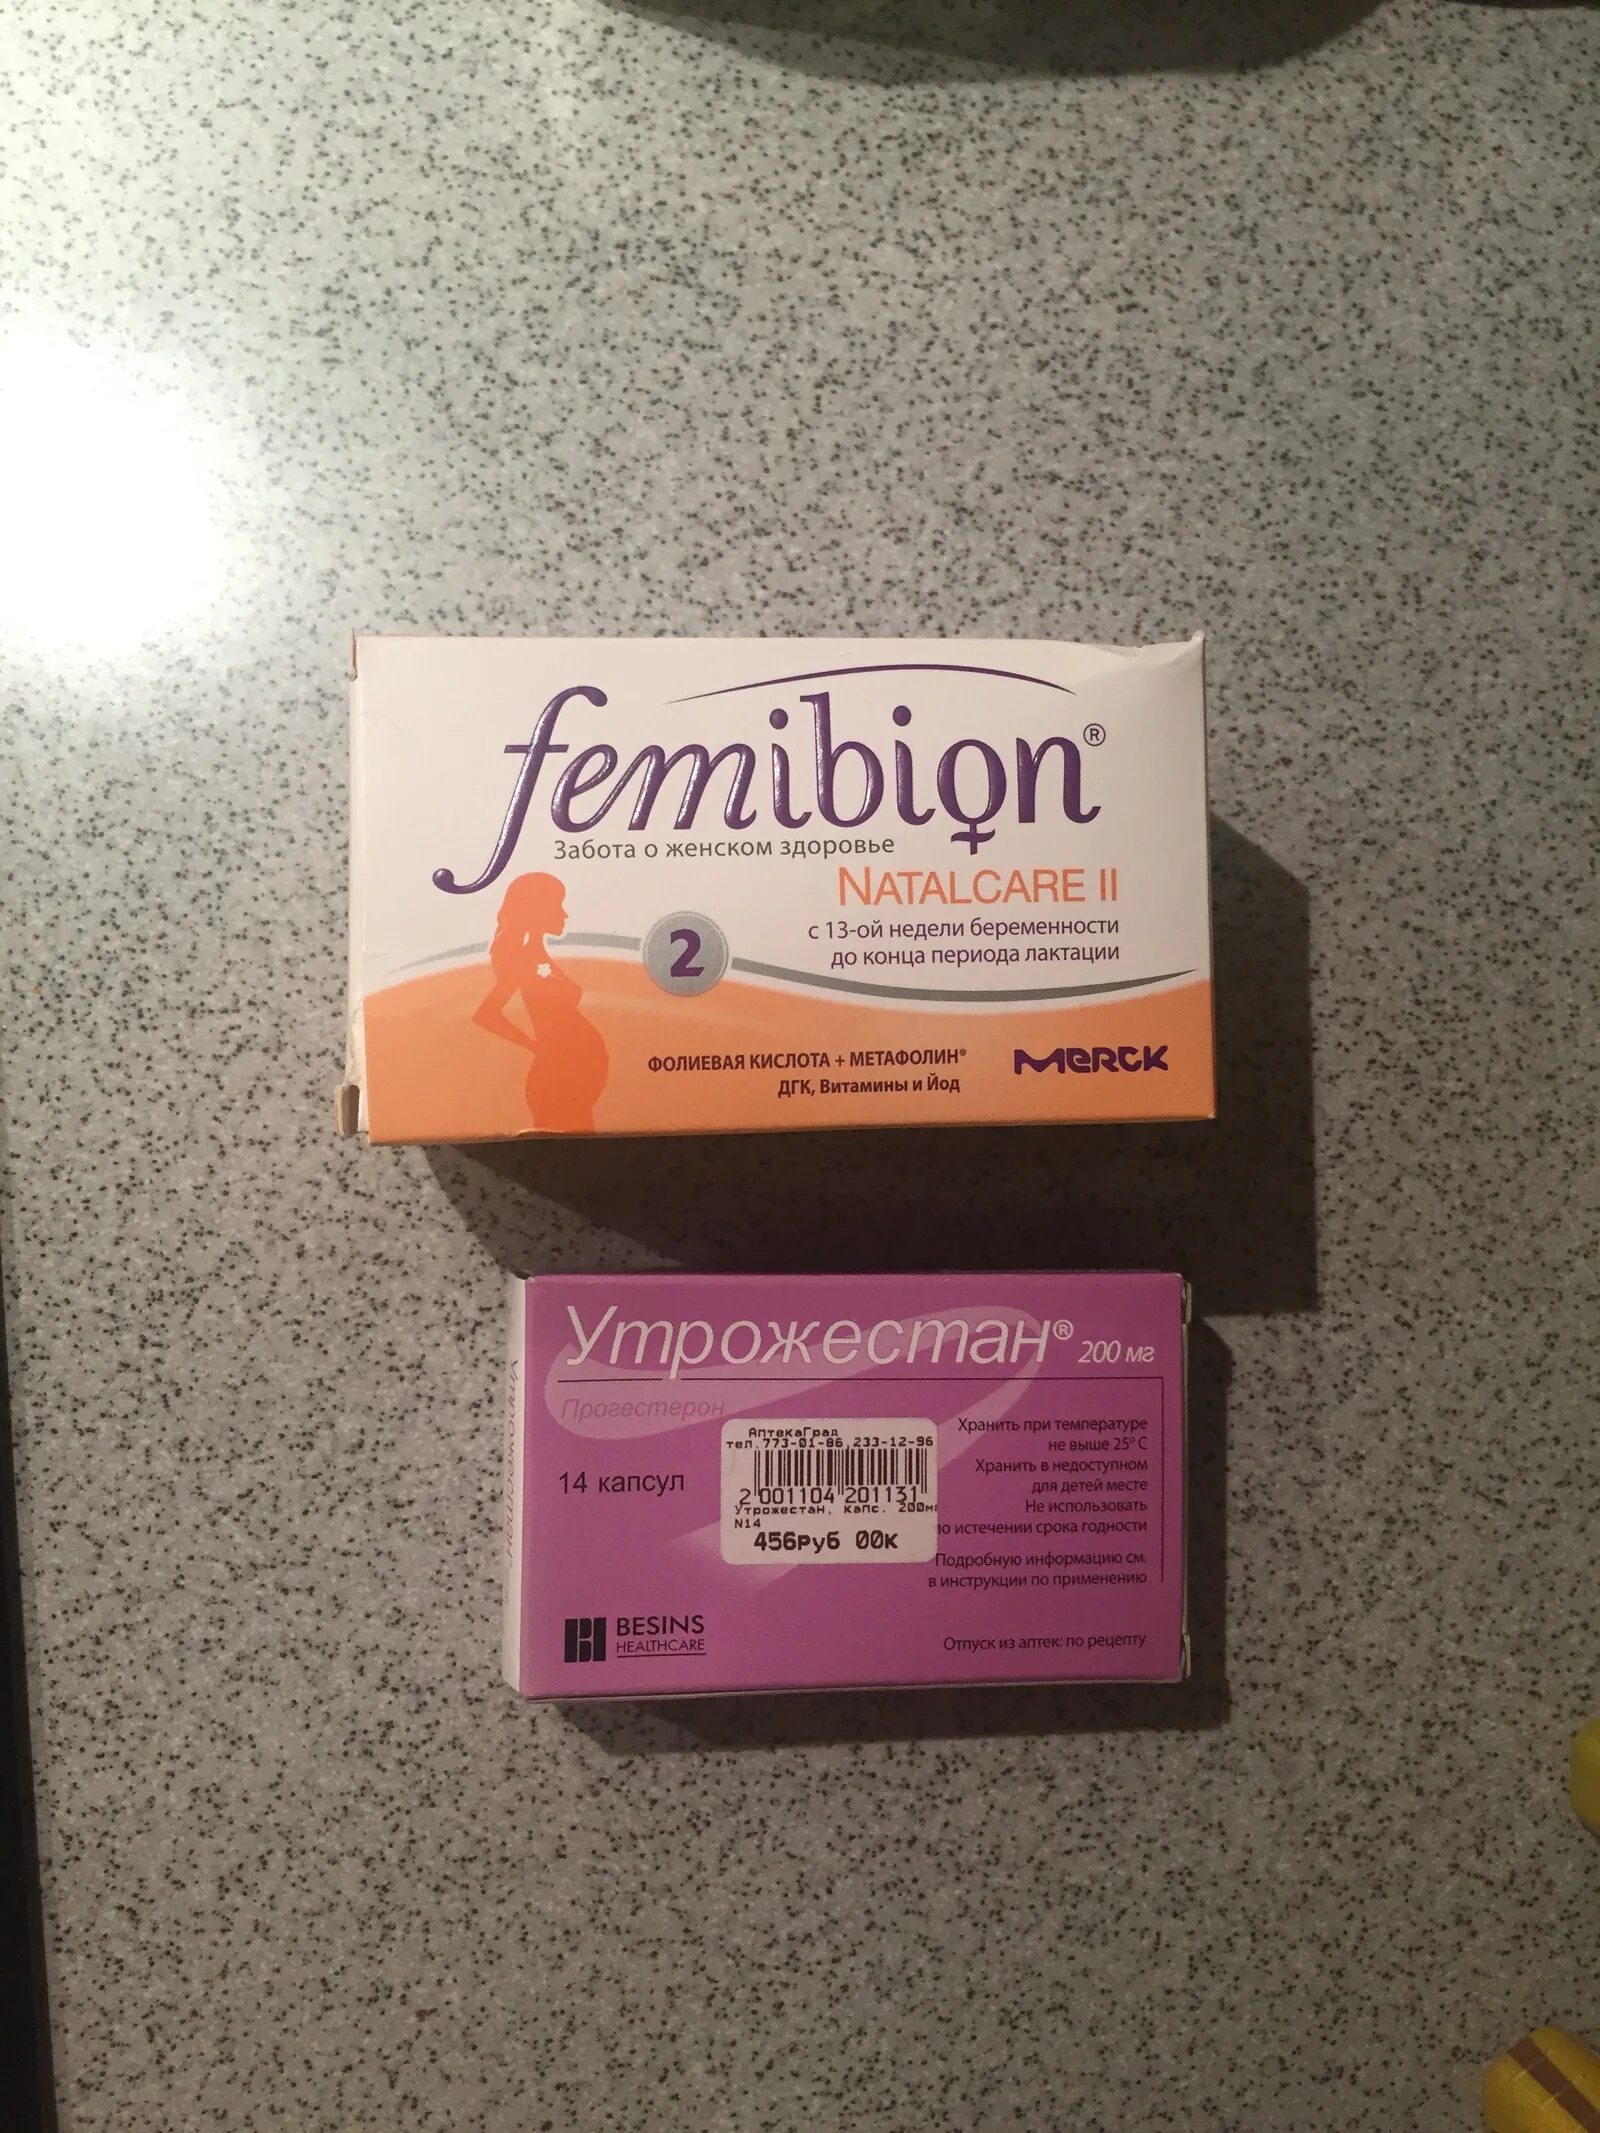 femibion®
Забота о женском здоровье
NATALCARE II
2
с 13-ой недели беременности
до конца периода лактации
ФОЛИЕВАЯ КИСЛОТА + МЕТАФОЛИН®
ДГК, Витамины и Йод
MERCK
Утрожестан® 200 мг
Прогестерон
14 капсул
АптекаГрад
тел.773-01-86,233-12-96
2 001104 201131
Утрожестан, капс. 200мг
N14
456руб 00к
Хранить при температуре
не выше 25° С
Хранить в недоступном
для детей месте
Не использовать
по истечении срока годности
Подробную информацию см.
в инструкции по применению
BESINS
HEALTHCARE
Отпуск из аптек: по рецепту